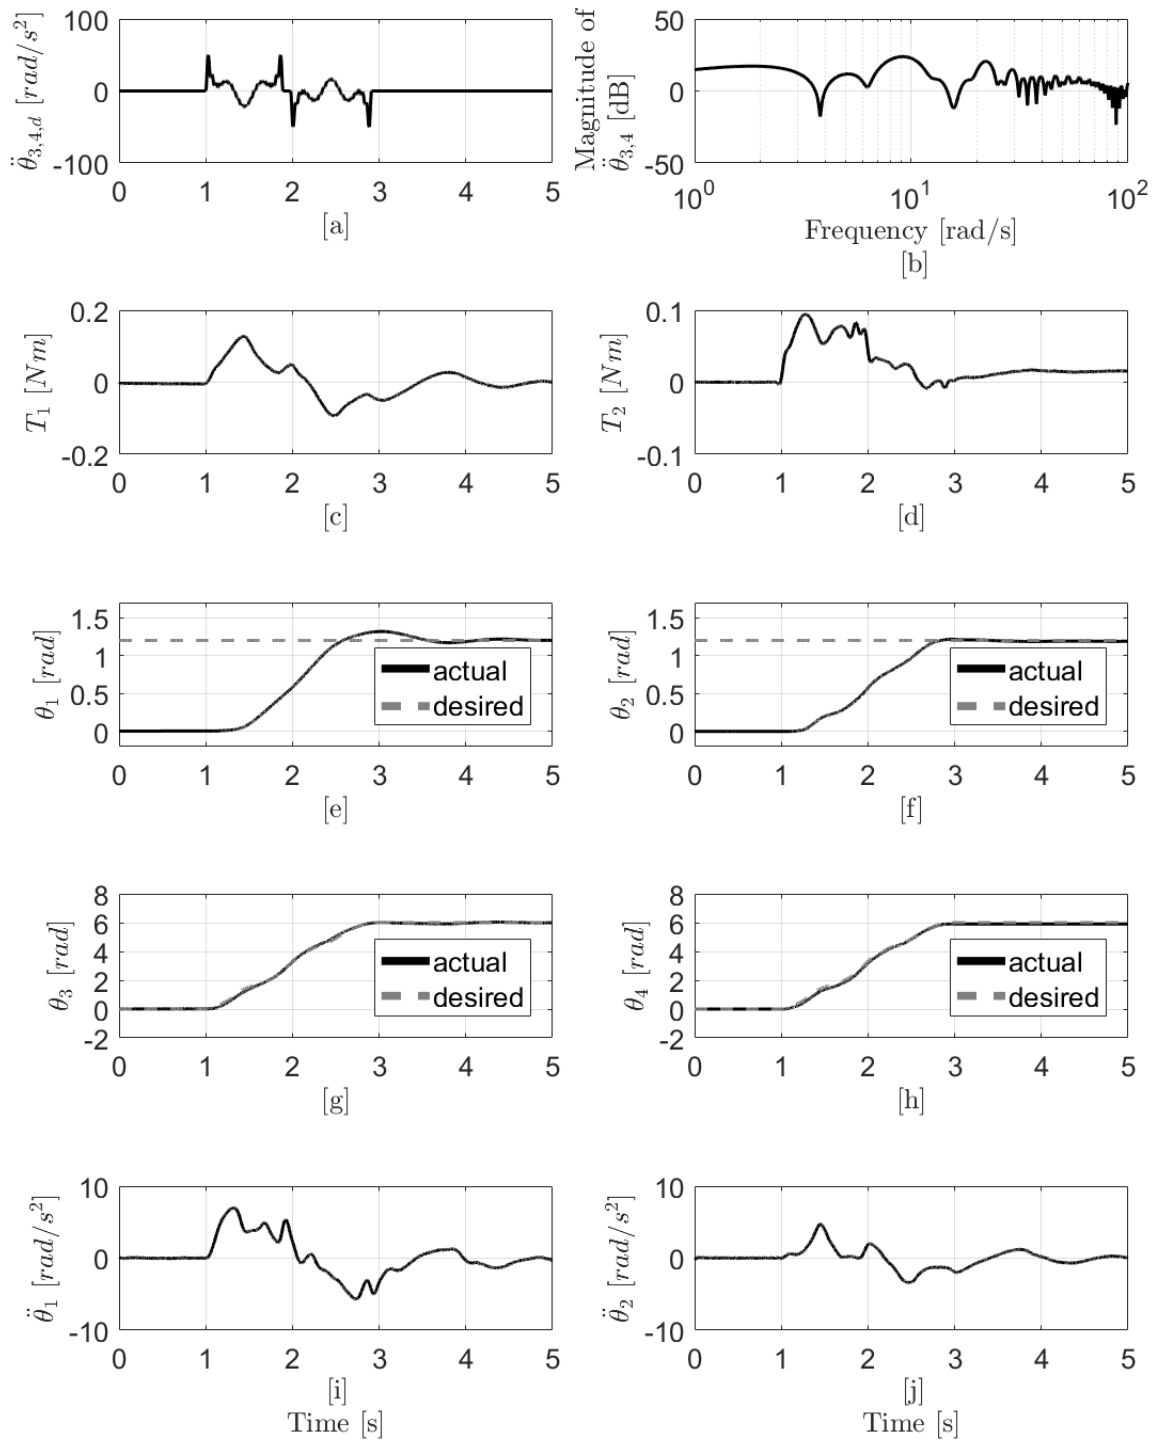 100
0
-100
θ̈₃,₄,d [rad/s²]
0 1 2 3 4 5
[a]
50
0
-50
Magnitude of
θ̈₃,₄ [dB]
10⁰ 10¹ 10²
Frequency [rad/s]
[b]
0.2
0
-0.2
T₁ [Nm]
0 1 2 3 4 5
[c]
0.1
0
-0.1
T₂ [Nm]
0 1 2 3 4 5
[d]
1.5
1
0.5
0
θ₁ [rad]
actual
desired
0 1 2 3 4 5
[e]
1.5
1
0.5
0
θ₂ [rad]
actual
desired
0 1 2 3 4 5
[f]
8
6
4
2
0
-2
θ₃ [rad]
actual
desired
0 1 2 3 4 5
[g]
8
6
4
2
0
-2
θ₄ [rad]
actual
desired
0 1 2 3 4 5
[h]
10
0
-10
θ̈₁ [rad/s²]
0 1 2 3 4 5
[i]
Time [s]
10
0
-10
θ̈₂ [rad/s²]
0 1 2 3 4 5
[j]
Time [s]